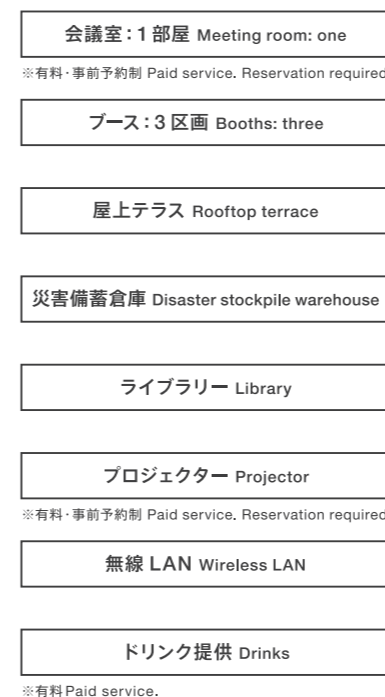 会議室：1 部屋 Meeting room: one
※有料・事前予約制 Paid service. Reservation required
ブース：3 区画 Booths: three
屋上テラス Rooftop terrace
災害備蓄倉庫 Disaster stockpile warehouse
ライブラリー Library
プロジェクター Projector
※有料・事前予約制 Paid service. Reservation required
無線 LAN Wireless LAN
ドリンク提供 Drinks
※有料 Paid service.